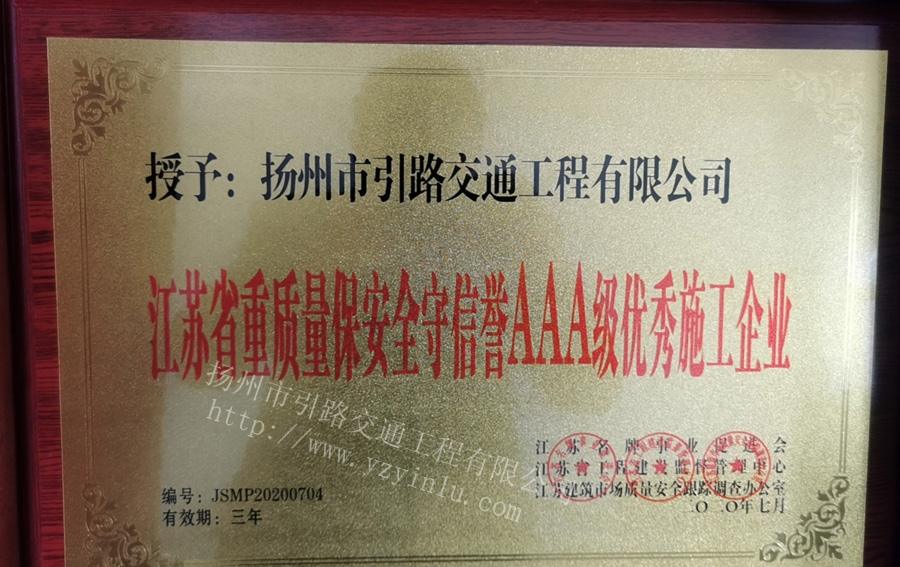 授予：扬州市引路交通工程有限公司
江苏省重质量保安全守信誉AAA级优秀施工企业
扬州市引路交通工程有限公
http://www.yzyinlu.com
江苏名牌事业促进会
江苏省工程建设监督管理中心
江苏建筑市场质量安全跟踪调查办公室
二〇二〇年七月
编号：JSMP20200704
有效期：三年